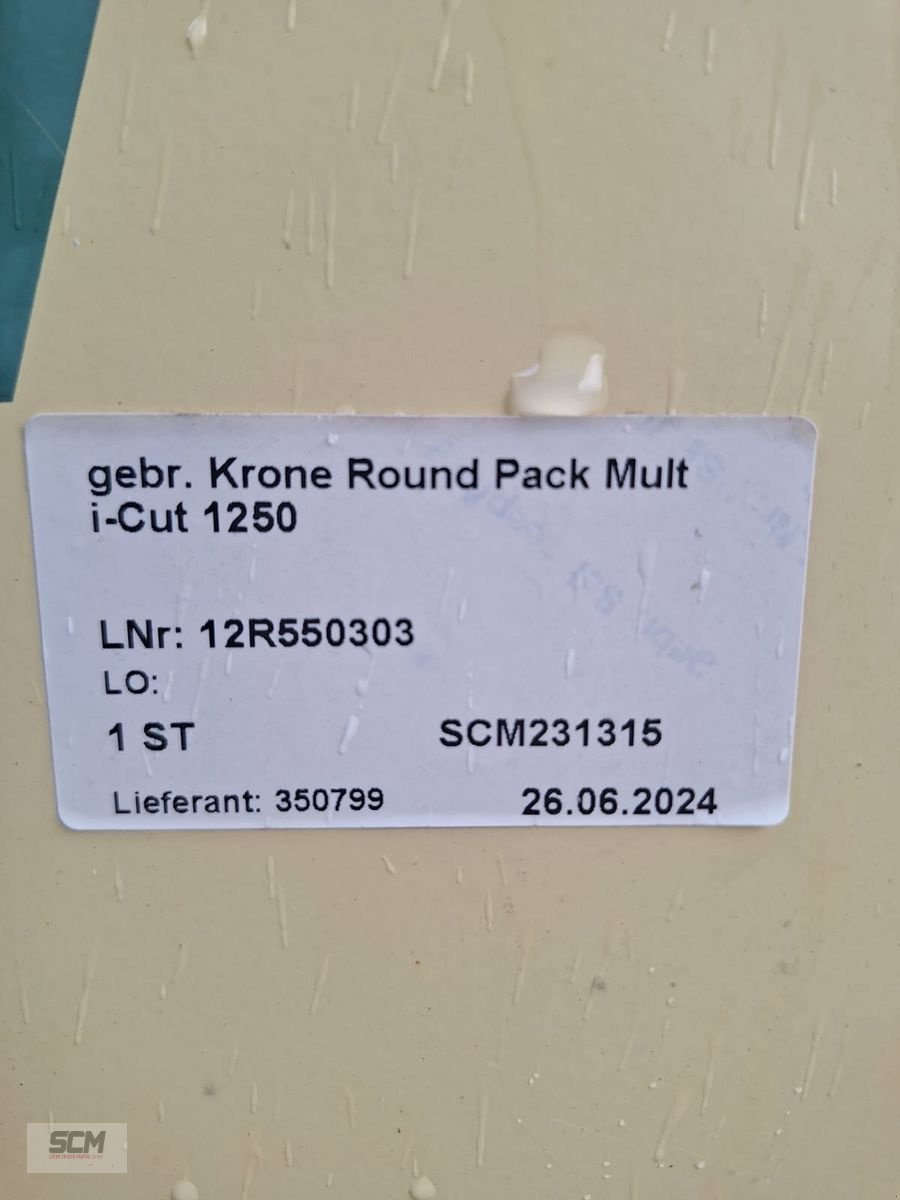 gebr. Krone Round Pack Mult
i-Cut 1250
LNr: 12R550303
LO:
1 ST SCM231315
Lieferant: 350799 26.06.2024
SCM